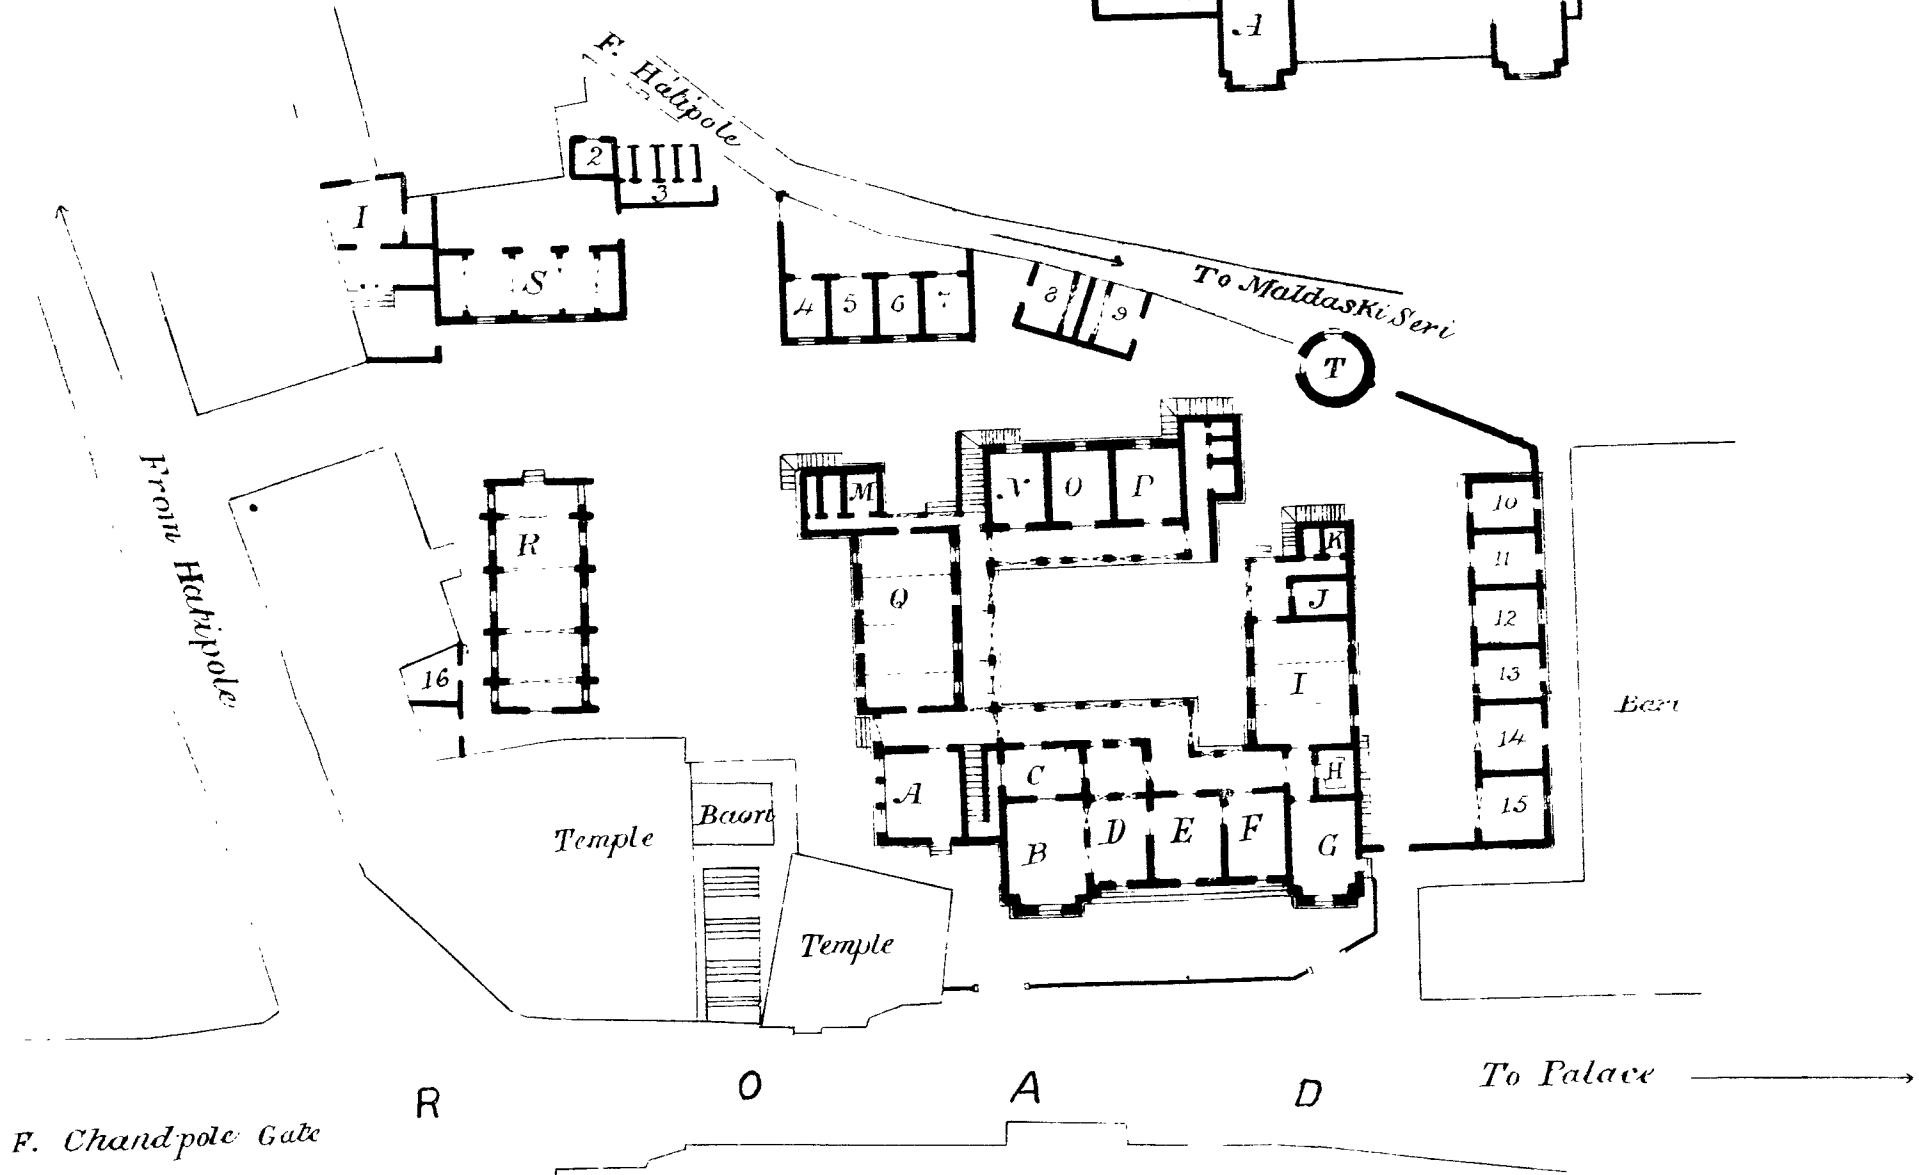 A
F. Hatipole
2
3
I
S
4 5 6 7
8 9
To Maldas Ki Seri
T
From Hatipole
R
M
N O P
Q
K
J
I
10
11
12
13
14
15
16
H
C
A
B D E F G
Baori
Temple
Temple
Bari
To Palace
R O A D
F. Chandpole Gate